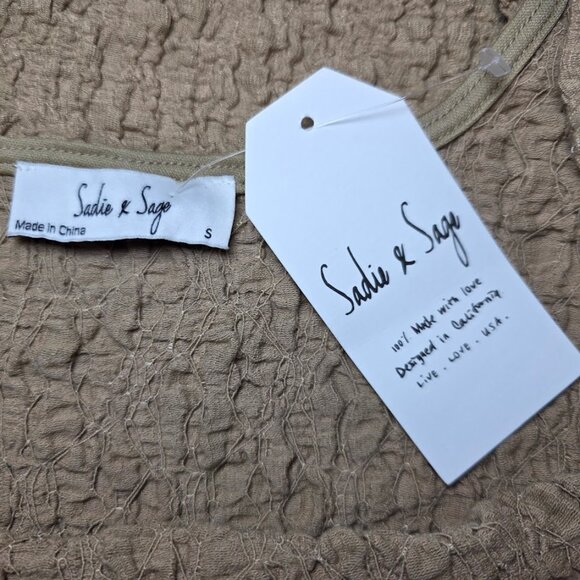 Sadie & Sage
Made in China
S
Sadie & Sage
100% Made with love
Designed in California
LIVE . LOVE . USA .